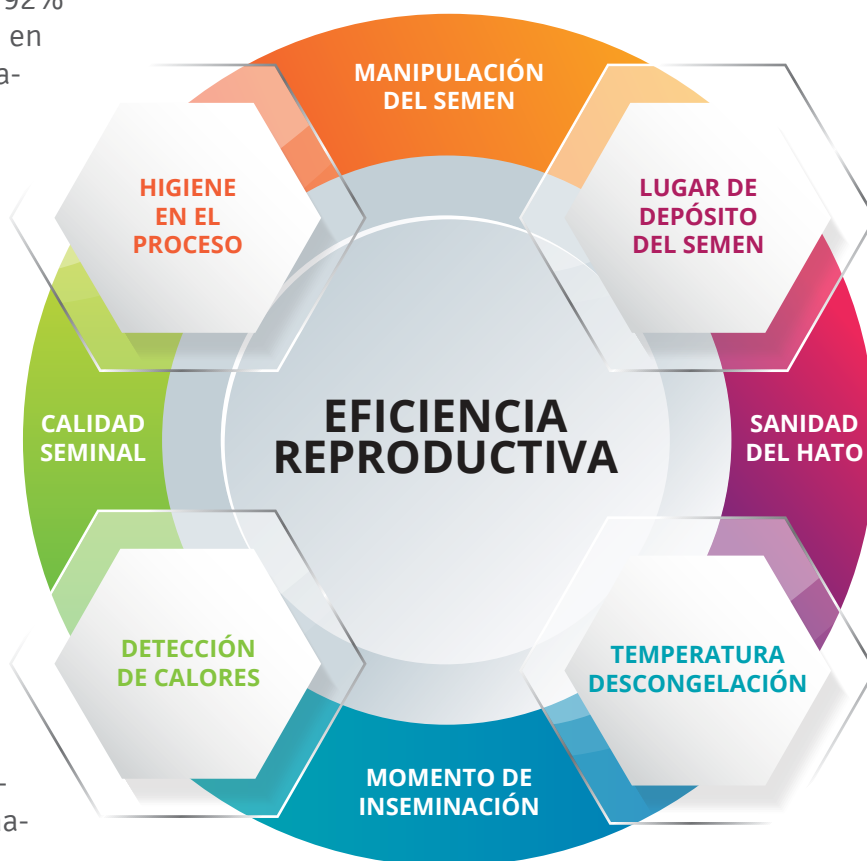 92%
en
a-
MANIPULACIÓN
DEL SEMEN
HIGIENE
EN EL
PROCESO
LUGAR DE
DEPÓSITO
DEL SEMEN
CALIDAD
SEMINAL
EFICIENCIA
REPRODUCTIVA
SANIDAD
DEL HATO
DETECCIÓN
DE CALORES
TEMPERATURA
DESCONGELACIÓN
MOMENTO DE
INSEMINACIÓN
-
a-